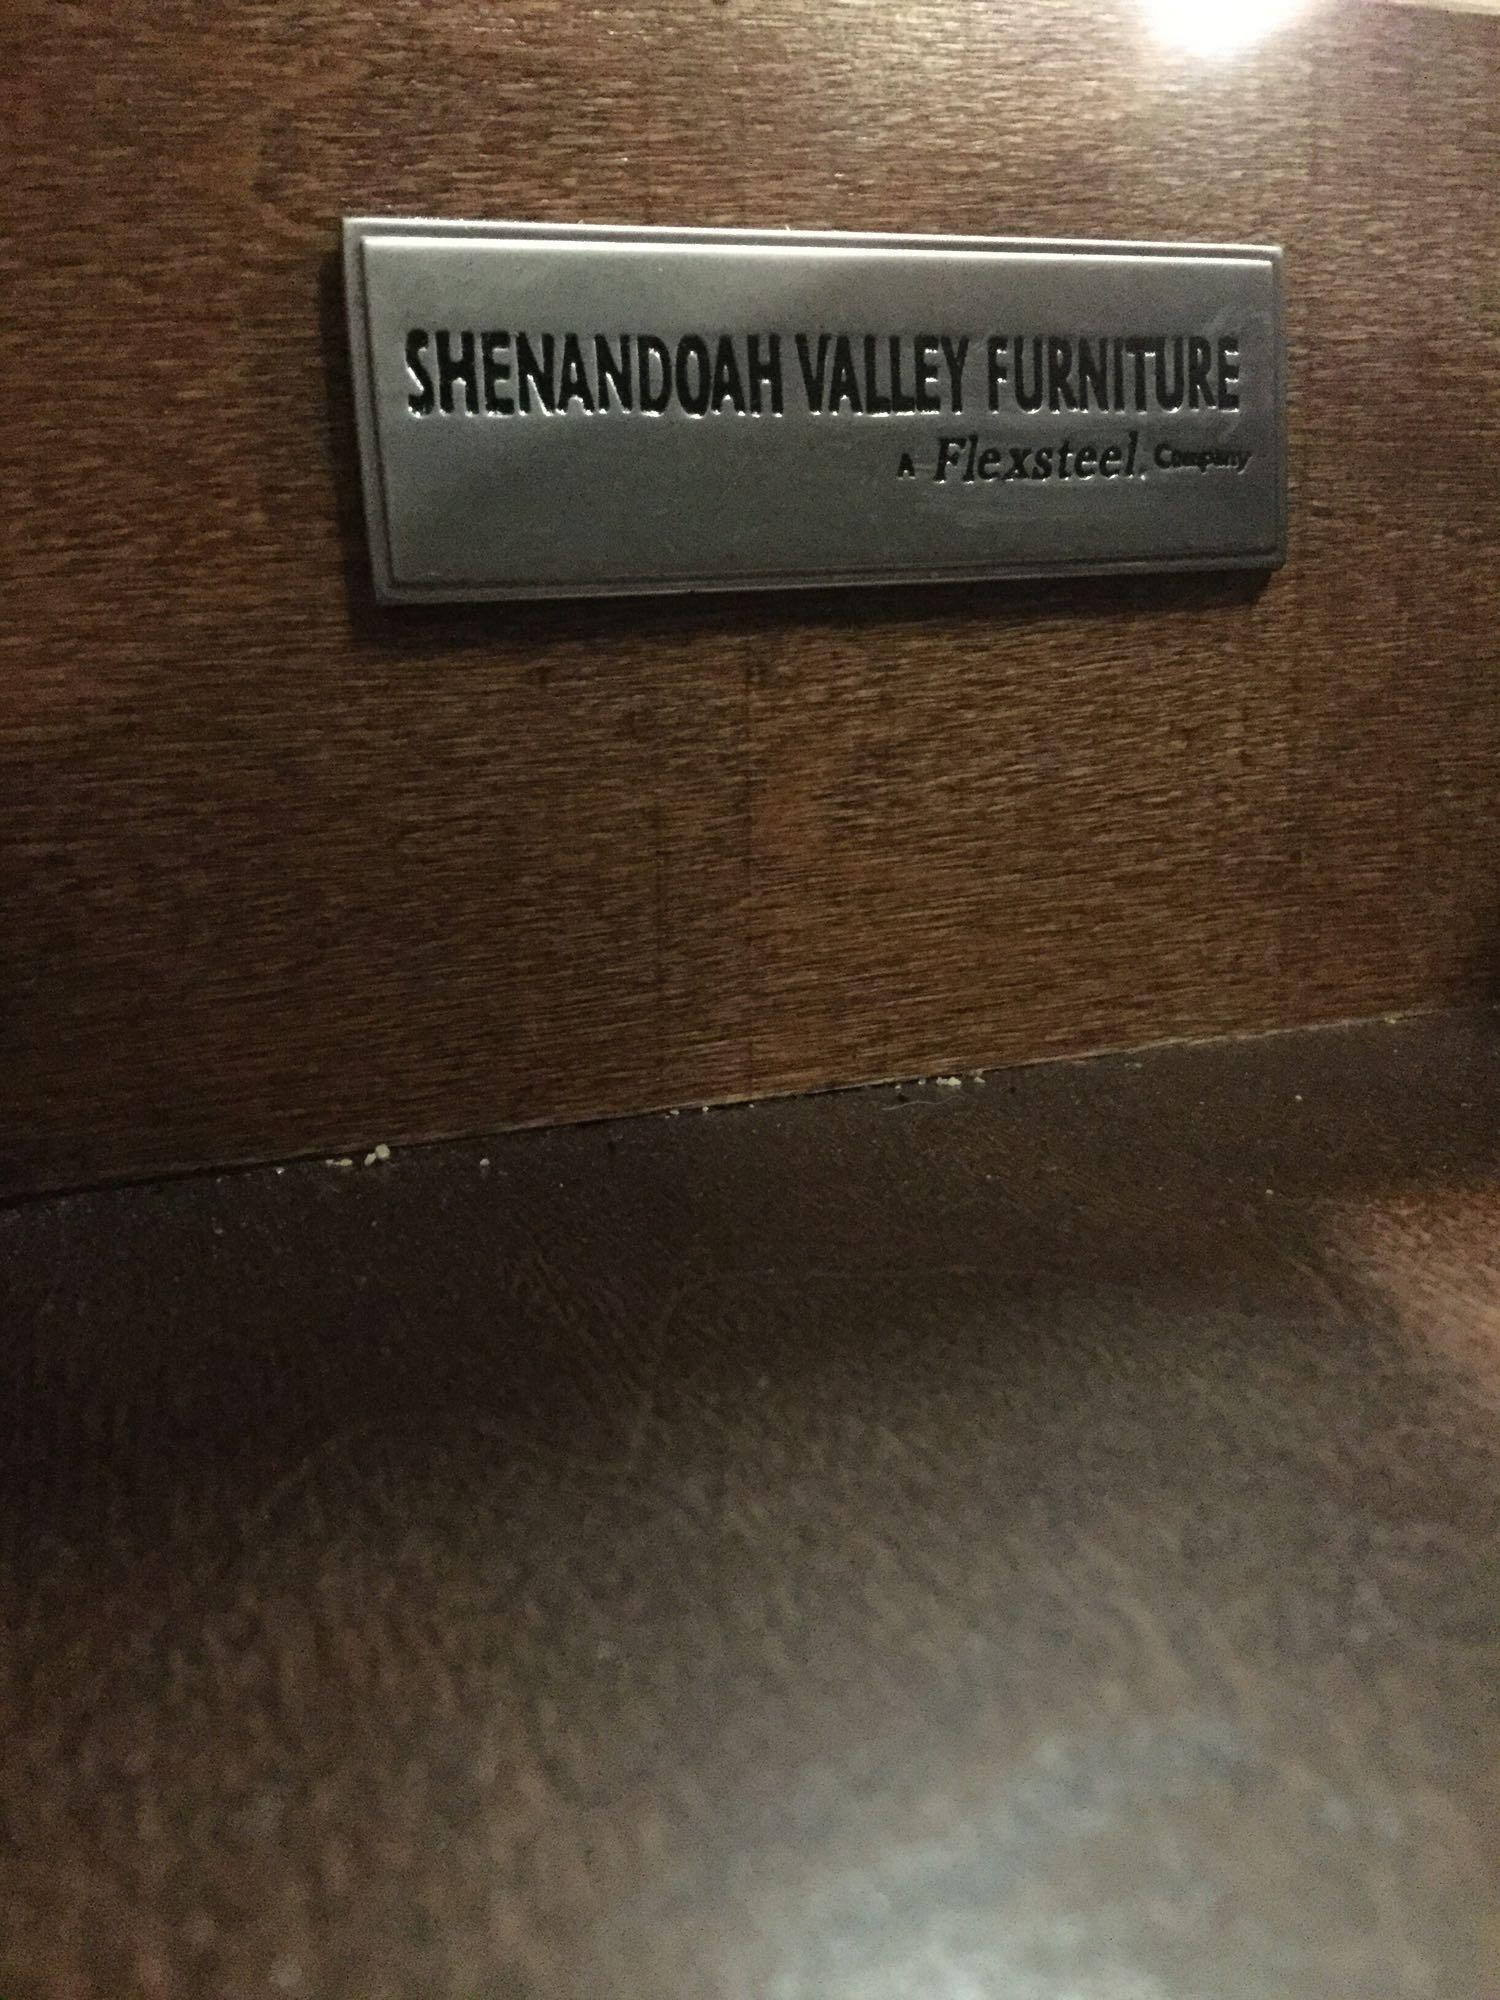 SHENANDOAH VALLEY FURNITURE
A Flexsteel. Company